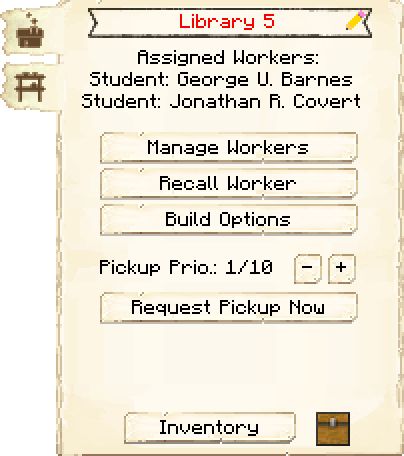 Library 5
Assigned Workers:
Student: George U. Barnes
Student: Jonathan R. Covert
Manage Workers
Recall Worker
Build Options
Pickup Prio.: 1/10 - +
Request Pickup Now
Inventory